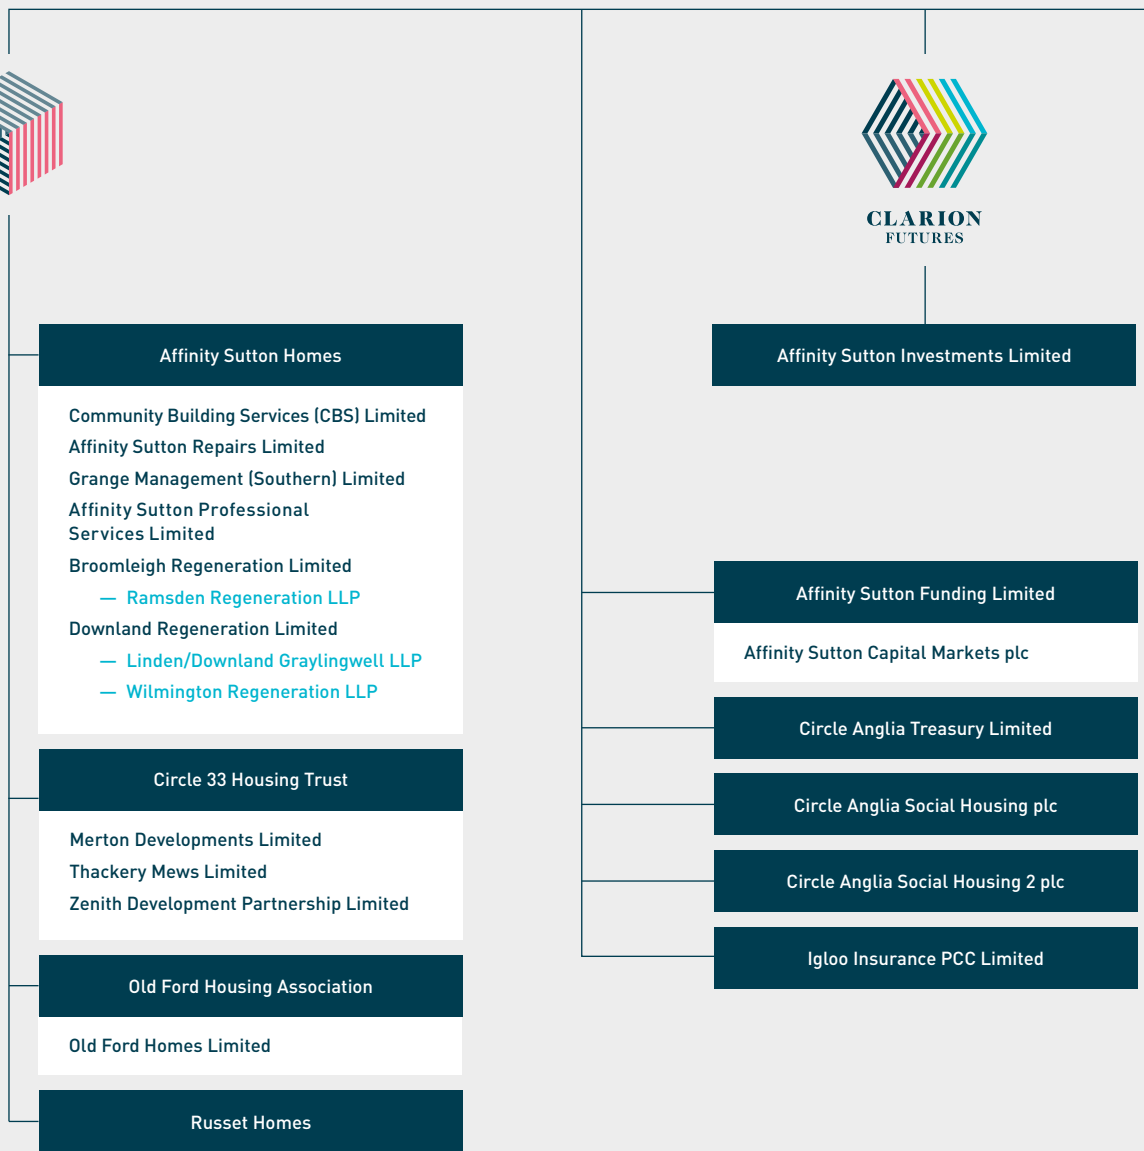 CLARION
FUTURES
Affinity Sutton Homes
Community Building Services (CBS) Limited
Affinity Sutton Repairs Limited
Grange Management (Southern) Limited
Affinity Sutton Professional
Services Limited
Broomleigh Regeneration Limited
— Ramsden Regeneration LLP
Downland Regeneration Limited
— Linden/Downland Graylingwell LLP
— Wilmington Regeneration LLP
Circle 33 Housing Trust
Merton Developments Limited
Thackery Mews Limited
Zenith Development Partnership Limited
Old Ford Housing Association
Old Ford Homes Limited
Russet Homes
Affinity Sutton Investments Limited
Affinity Sutton Funding Limited
Affinity Sutton Capital Markets plc
Circle Anglia Treasury Limited
Circle Anglia Social Housing plc
Circle Anglia Social Housing 2 plc
Igloo Insurance PCC Limited